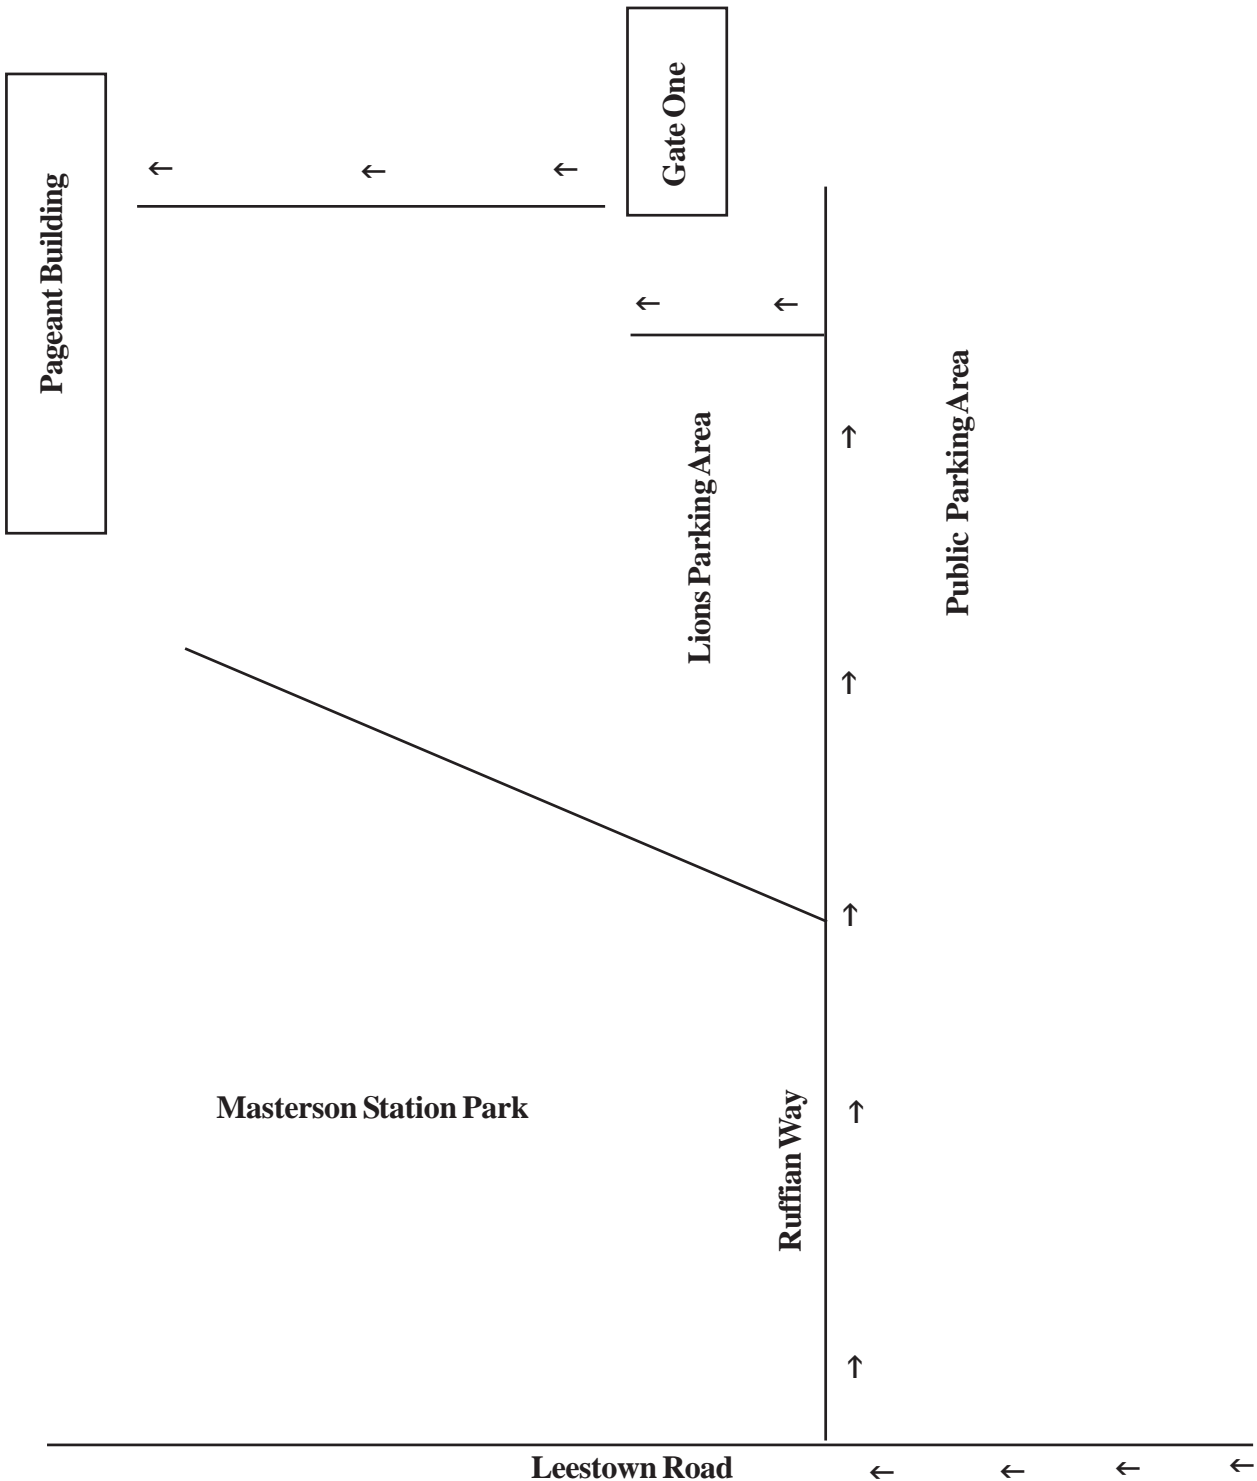 Gate One
Pageant Building
Lions Parking Area
Public Parking Area
Masterson Station Park
Ruffian Way
Leestown Road